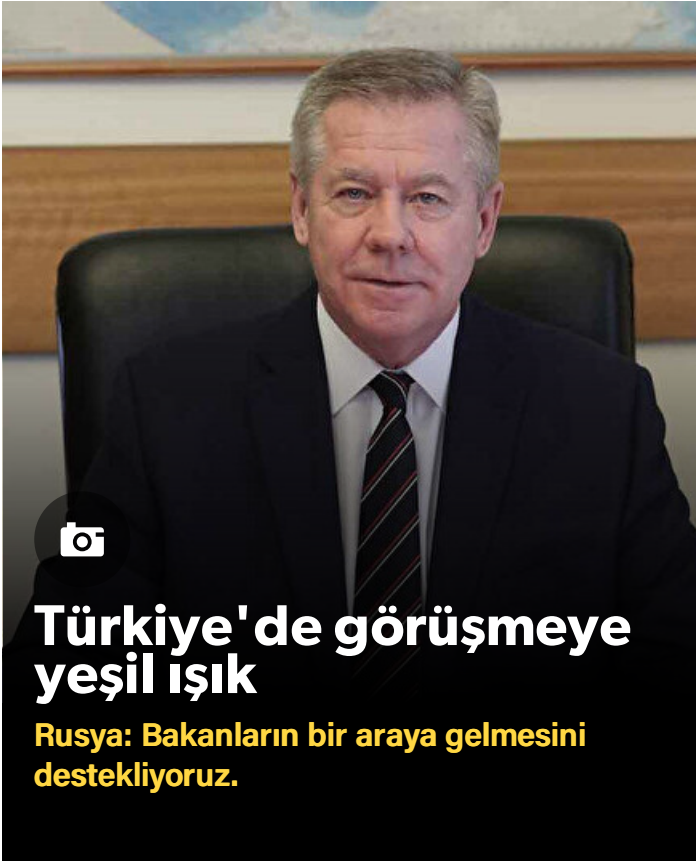 Türkiye'de görüşmeye
yeşil ışık
Rusya: Bakanların bir araya gelmesini
destekliyoruz.